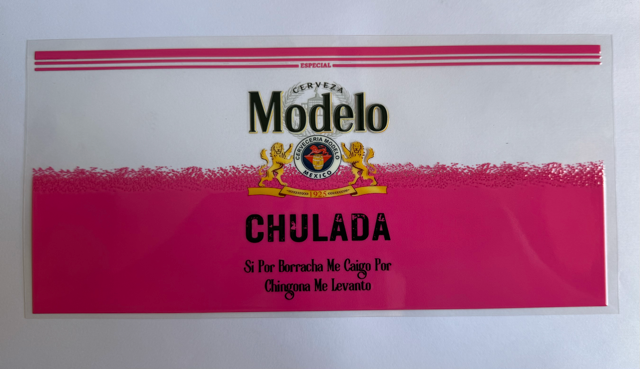 ESPECIAL
CERVEZA
Modelo
CERVECERIA MODELO
MEXICO
1925
CHULADA
Si Por Borracha Me Caigo Por
Chingona Me Levanto